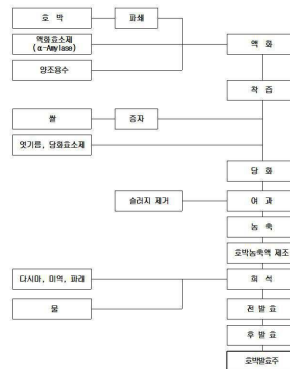 호 박
파쇄
액화효소제
(α-Amylase)
액 화
양조용수
착 즙
쌀
증자
엿기름, 당화효소제
당 화
슬러지 제거
여 과
농 축
호박농축액 제조
다시마, 미역, 파래
희 석
물
전 발 효
후 발 효
호박발효주